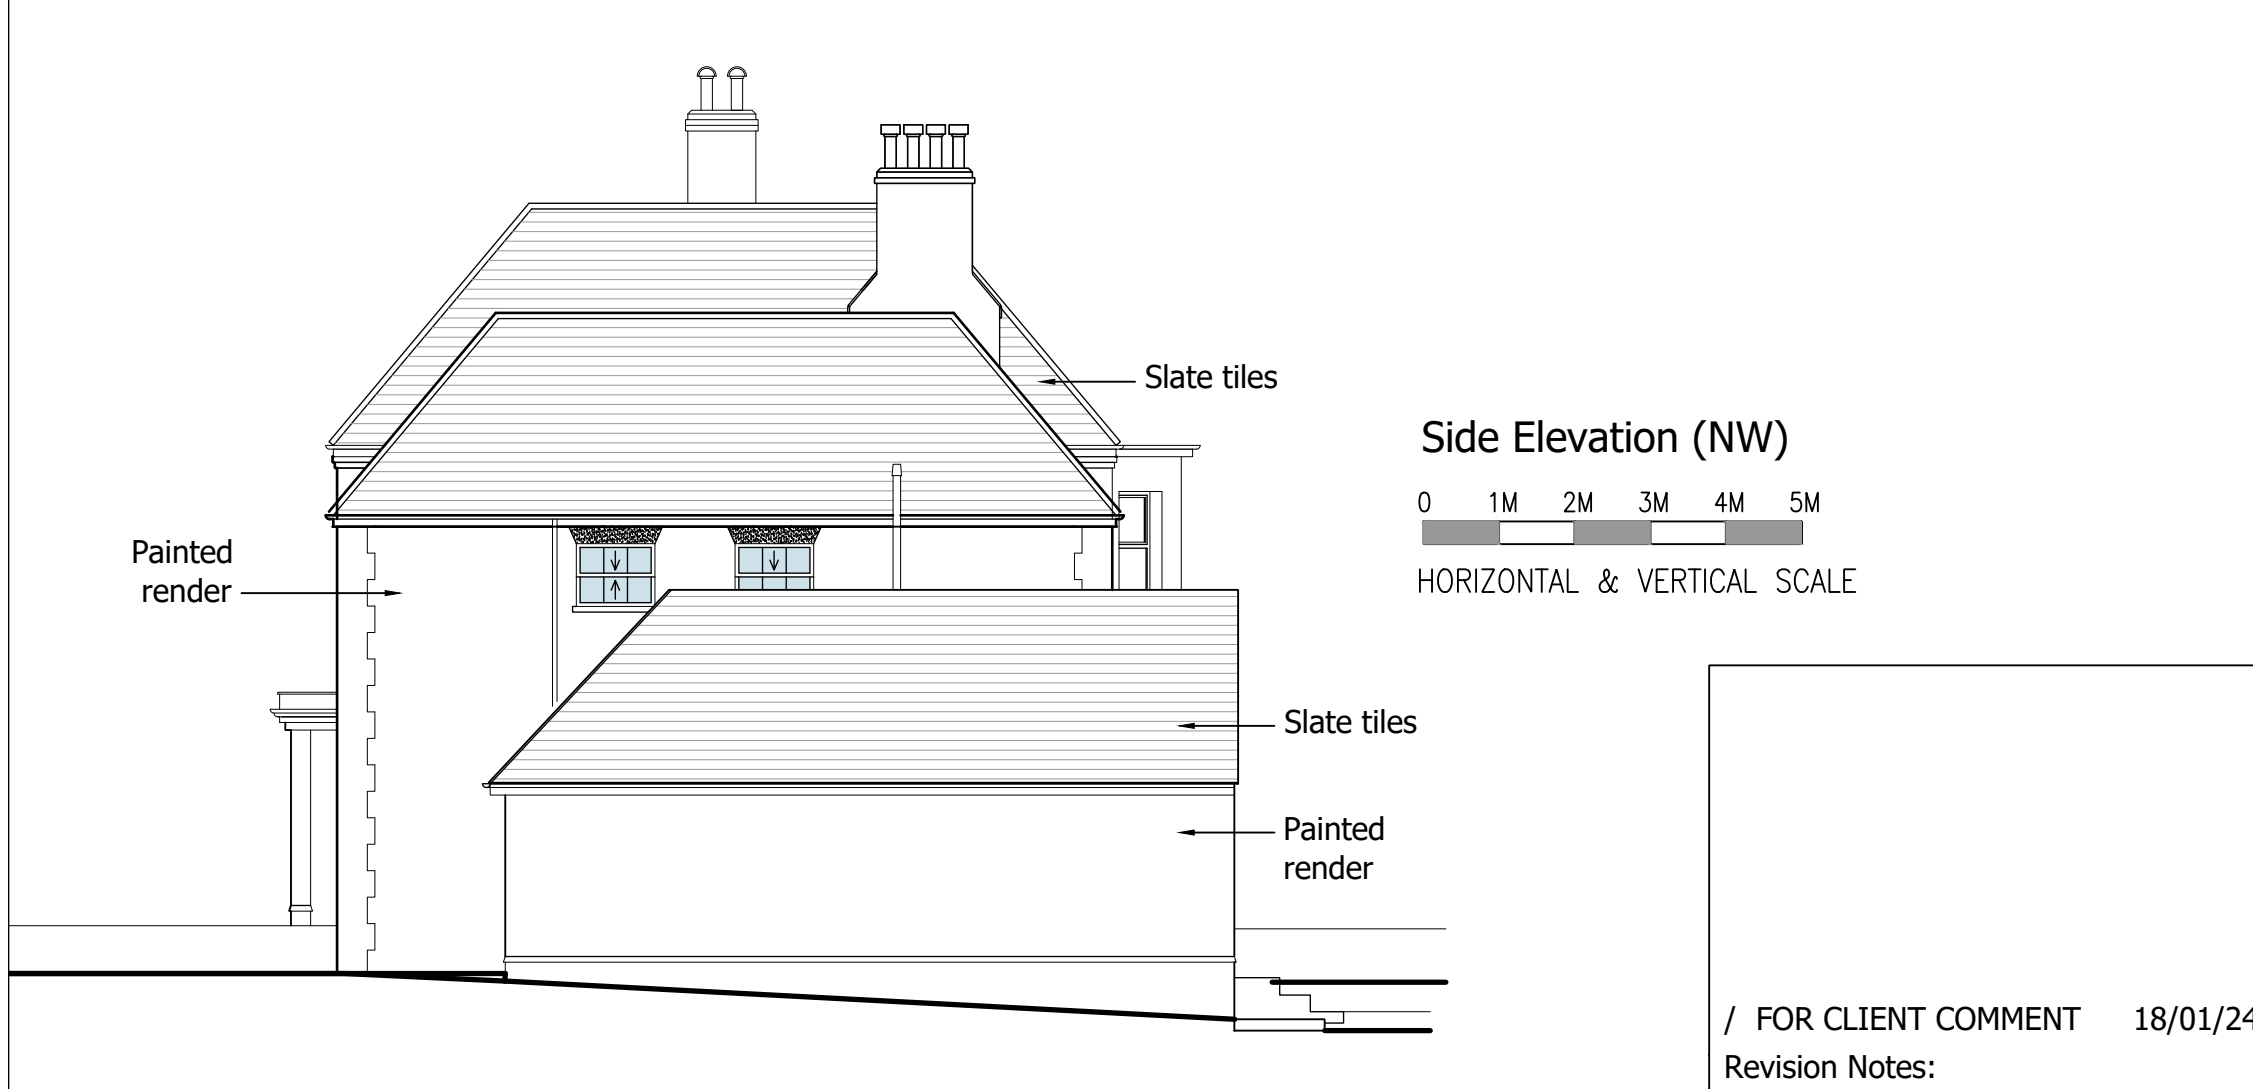 Slate tiles
Side Elevation (NW)
0 1M 2M 3M 4M 5M
HORIZONTAL & VERTICAL SCALE
Painted
render
Slate tiles
Painted
render
/ FOR CLIENT COMMENT 18/01/24
Revision Notes: